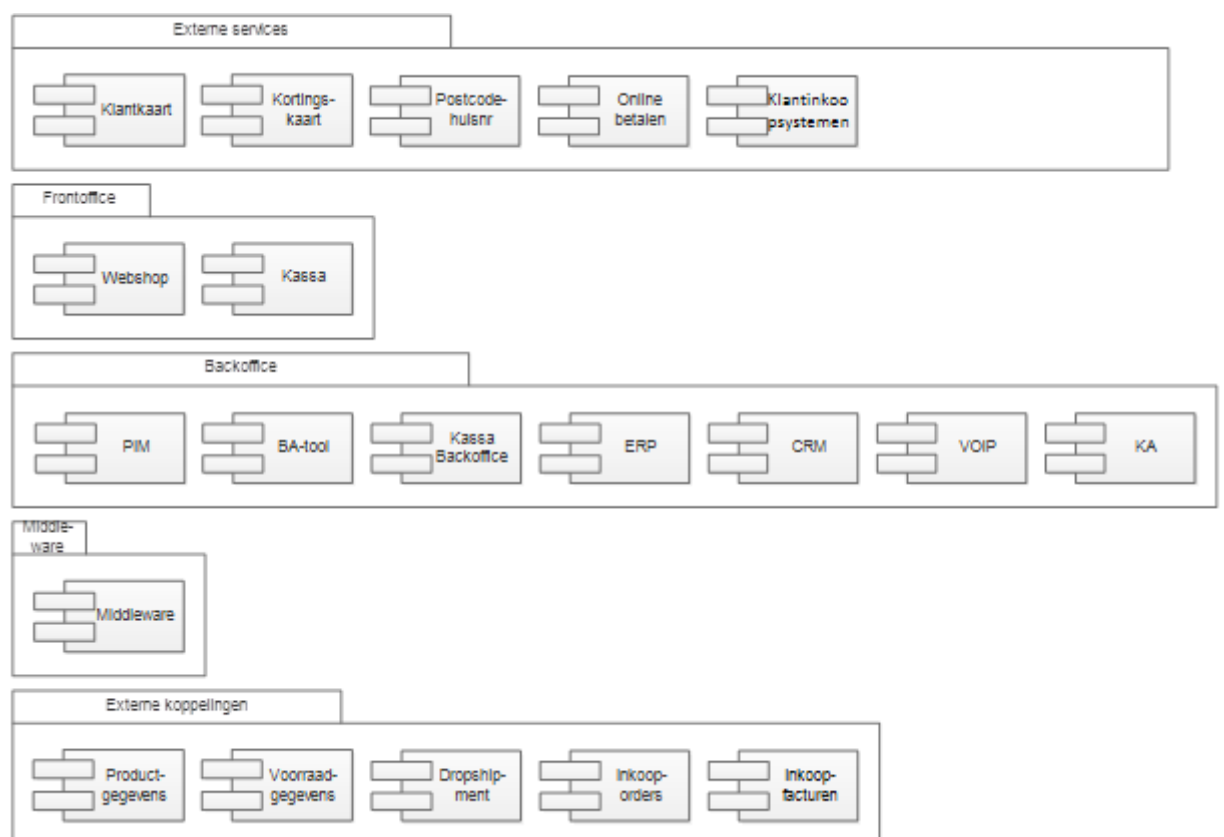 Externe services
Klantkaart
Kortings-
kaart
Postcode-
huisnr
Online
betalen
Klantinkoo
psystemen
Frontoffice
Webshop
Kassa
Backoffice
PIM
BA-tool
Kassa
Backoffice
ERP
CRM
VOIP
KA
Middle-
ware
Middleware
Externe koppelingen
Product-
gegevens
Voorraad-
gegevens
Dropship-
ment
Inkoop-
orders
Inkoop-
facturen